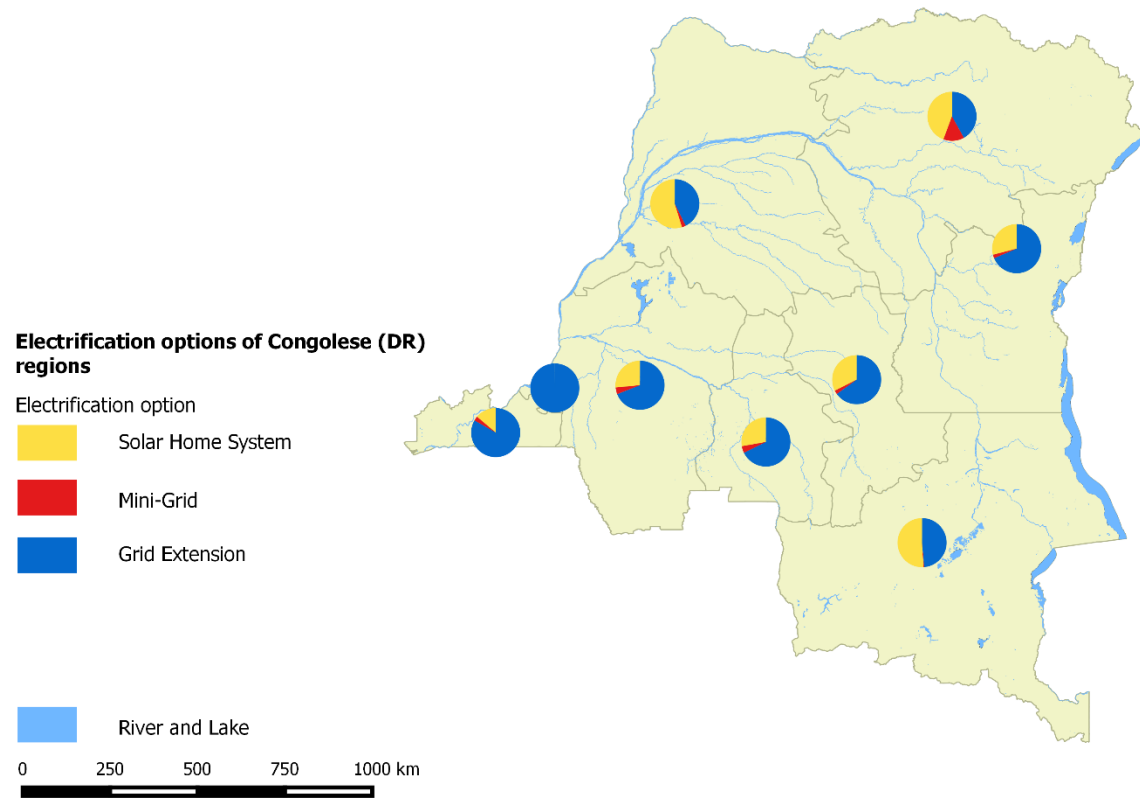 Electrification options of Congolese (DR)
regions
Electrification option
Solar Home System
Mini-Grid
Grid Extension
River and Lake
0 250 500 750 1000 km